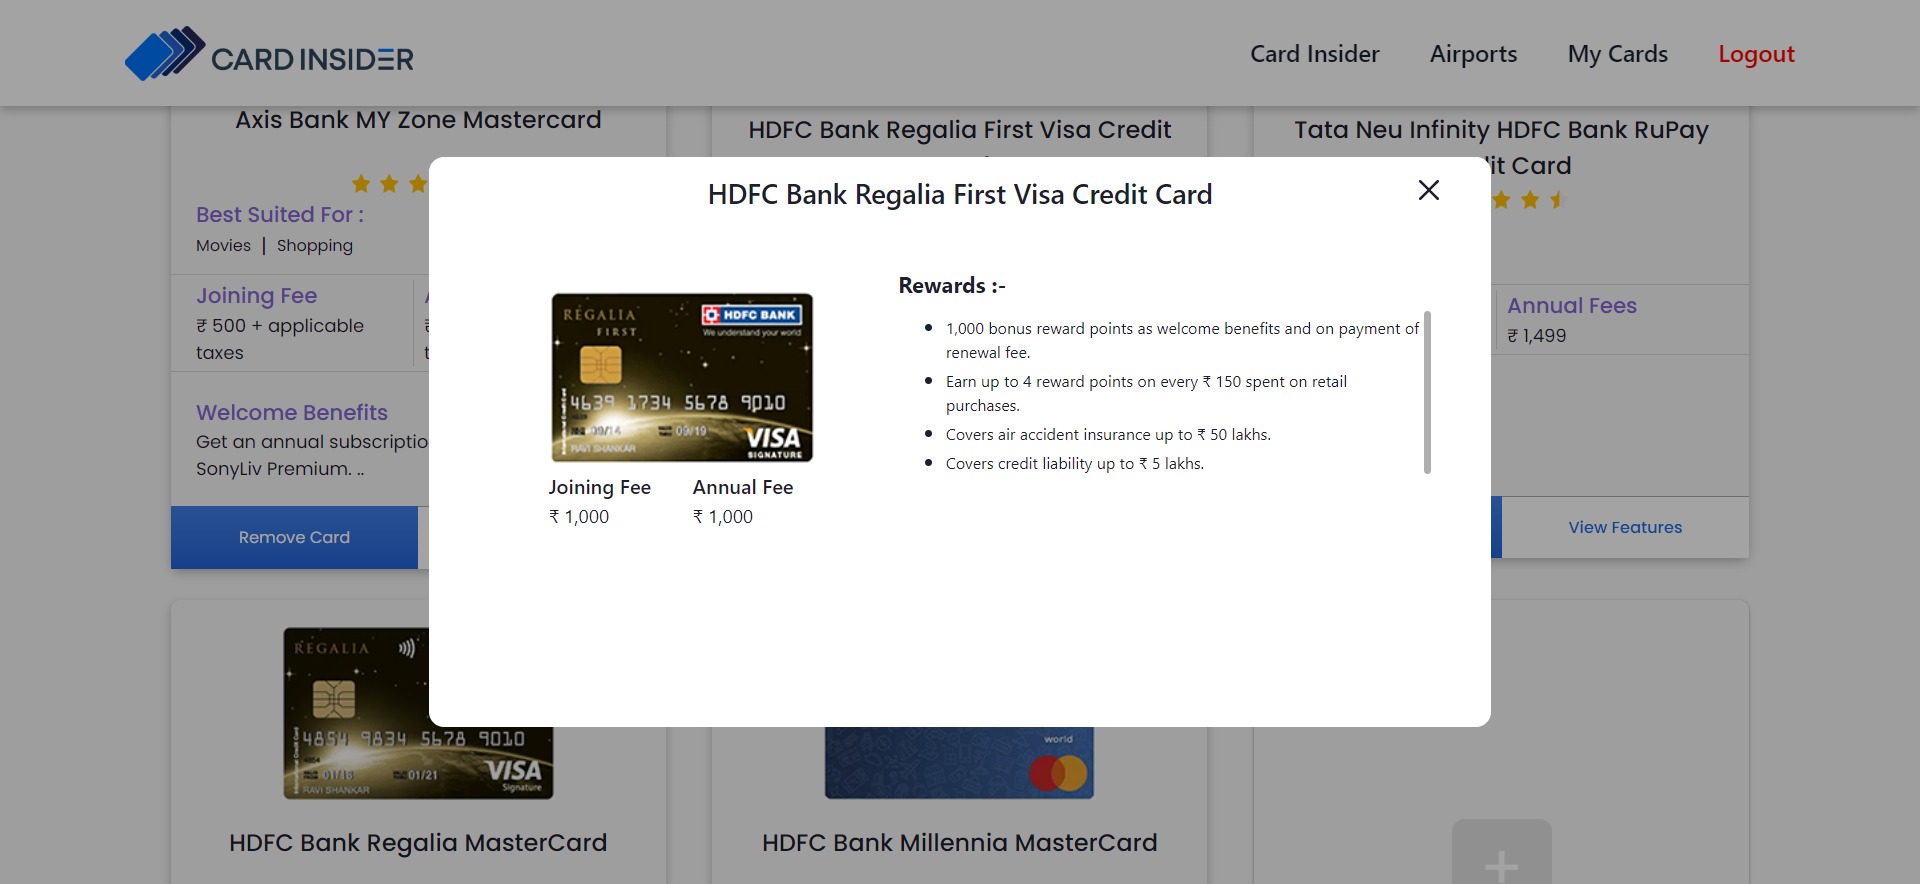 CARD INSIDER
Card Insider
Airports
My Cards
Logout
Axis Bank MY Zone Mastercard
Best Suited For :
Movies | Shopping
Joining Fee
₹ 500 + applicable
taxes
Welcome Benefits
Get an annual subscriptio
SonyLiv Premium. ..
Remove Card
HDFC Bank Regalia First Visa Credit
Tata Neu Infinity HDFC Bank RuPay
it Card
Annual Fees
₹ 1,499
View Features
HDFC Bank Regalia First Visa Credit Card
REGALIA
FIRST
HDFC BANK
We understand your world
4639 1734 5678 9010
09/14
09/19
RAVI SHANKAR
VISA
SIGNATURE
Joining Fee
Annual Fee
₹ 1,000
₹ 1,000
Rewards :-
• 1,000 bonus reward points as welcome benefits and on payment of
renewal fee.
• Earn up to 4 reward points on every ₹ 150 spent on retail
purchases.
• Covers air accident insurance up to ₹ 50 lakhs.
• Covers credit liability up to ₹ 5 lakhs.
REGALIA
4854 9834 5678 9010
4854
01/18
01/21
RAVI SHANKAR
VISA
Signature
HDFC Bank Regalia MasterCard
world
HDFC Bank Millennia MasterCard